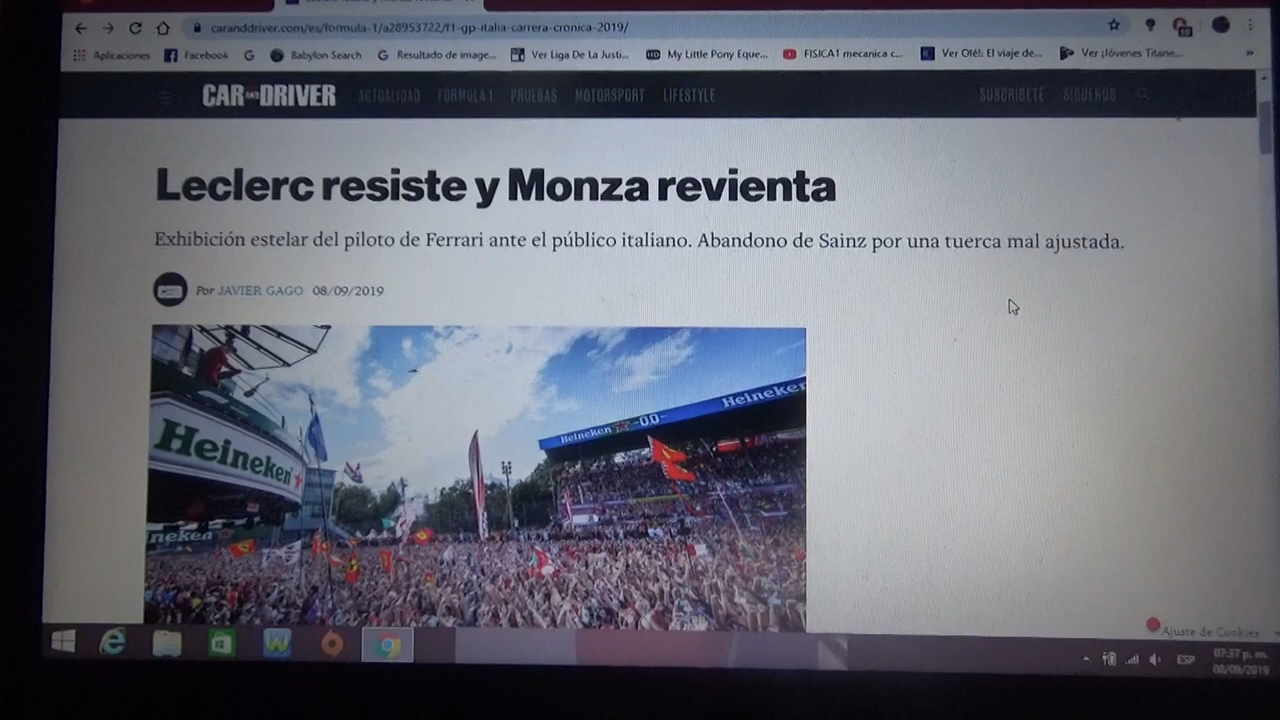 caranddriver.com/es/formula-1/a28953722/f1-gp-italia-carrera-cronica-2019/
Aplicaciones Facebook Babylon Search Resultado de image... Ver Liga De La Justi... My Little Pony Eque... FISICA1 mecanica c... Ver Olé!: El viaje de... Ver ¡Jóvenes Titane... »
CAR AND DRIVER ACTUALIDAD FÓRMULA 1 PRUEBAS MOTORSPORT LIFESTYLE SUSCRÍBETE SÍGUENOS
Leclerc resiste y Monza revienta
Exhibición estelar del piloto de Ferrari ante el público italiano. Abandono de Sainz por una tuerca mal ajustada.
Por JAVIER GAGO 08/09/2019
Heineken
Heineken
Heineken
neken
Ajuste de Cookies
ESP
07:37 p. m.
08/09/2019